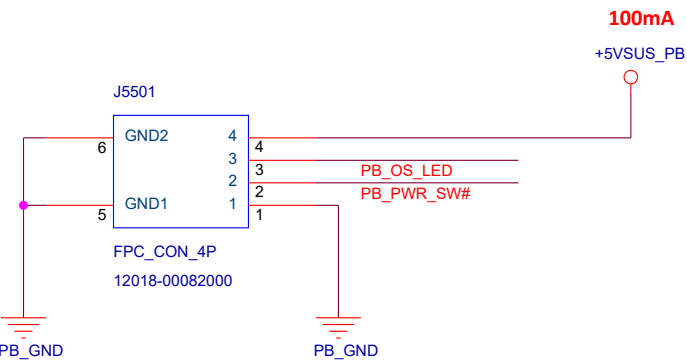 100mA
+5VSUS_PB
J5501
GND2 4
6 4
3
3 PB_OS_LED
2
2 PB_PWR_SW#
GND1 1
5 1
FPC_CON_4P
12018-00082000
PB_GND PB_GND